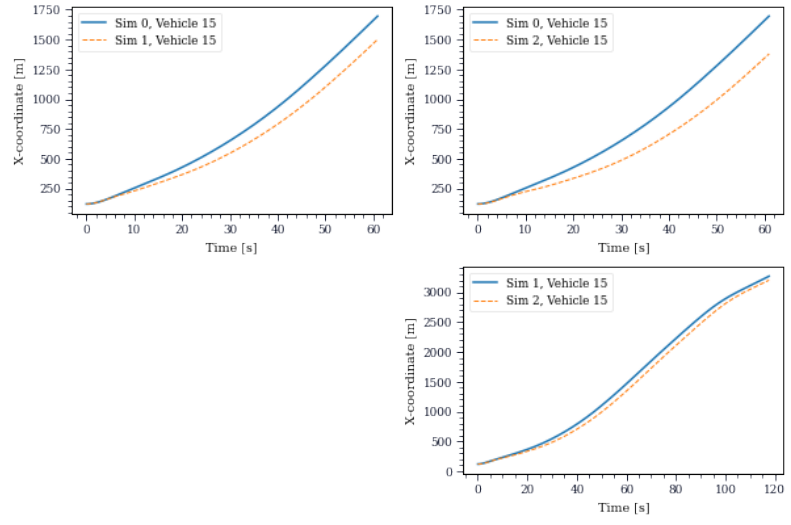 1750
1500
1250
1000
750
500
250
X-coordinate [m]
Sim 0, Vehicle 15
Sim 1, Vehicle 15
0 10 20 30 40 50 60
Time [s]
1750
1500
1250
1000
750
500
250
X-coordinate [m]
Sim 0, Vehicle 15
Sim 2, Vehicle 15
0 10 20 30 40 50 60
Time [s]
3000
2500
2000
1500
1000
500
0
X-coordinate [m]
Sim 1, Vehicle 15
Sim 2, Vehicle 15
0 20 40 60 80 100 120
Time [s]